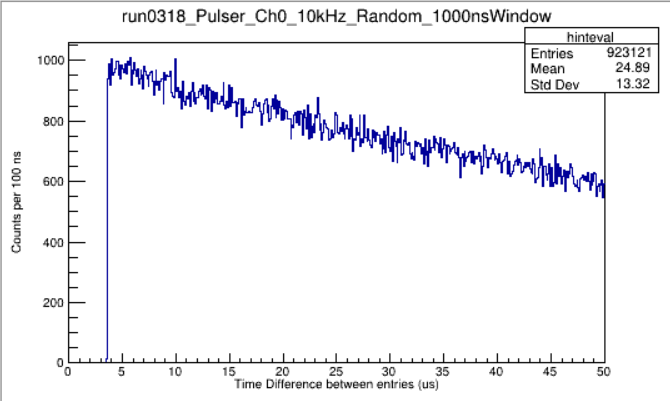 run0318_Pulser_Ch0_10kHz_Random_1000nsWindow
hinteval
Entries 923121
Mean 24.89
Std Dev 13.32
Counts per 100 ns
1000
800
600
400
200
0
0 5 10 15 20 25 30 35 40 45 50
Time Difference between entries (us)